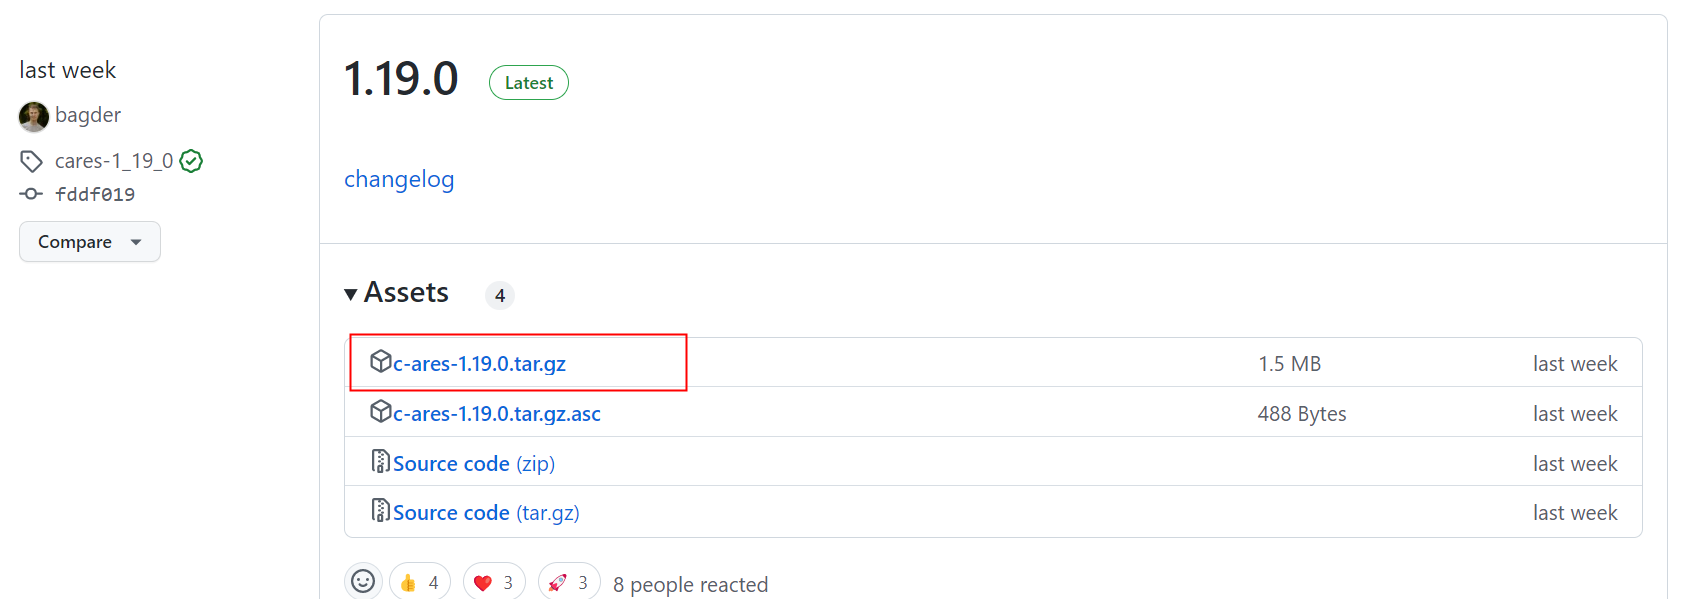 last week
bagder
cares-1_19_0
fddf019
Compare
1.19.0 Latest
changelog
Assets 4
c-ares-1.19.0.tar.gz 1.5 MB last week
c-ares-1.19.0.tar.gz.asc 488 Bytes last week
Source code (zip) last week
Source code (tar.gz) last week
4 3 3 8 people reacted